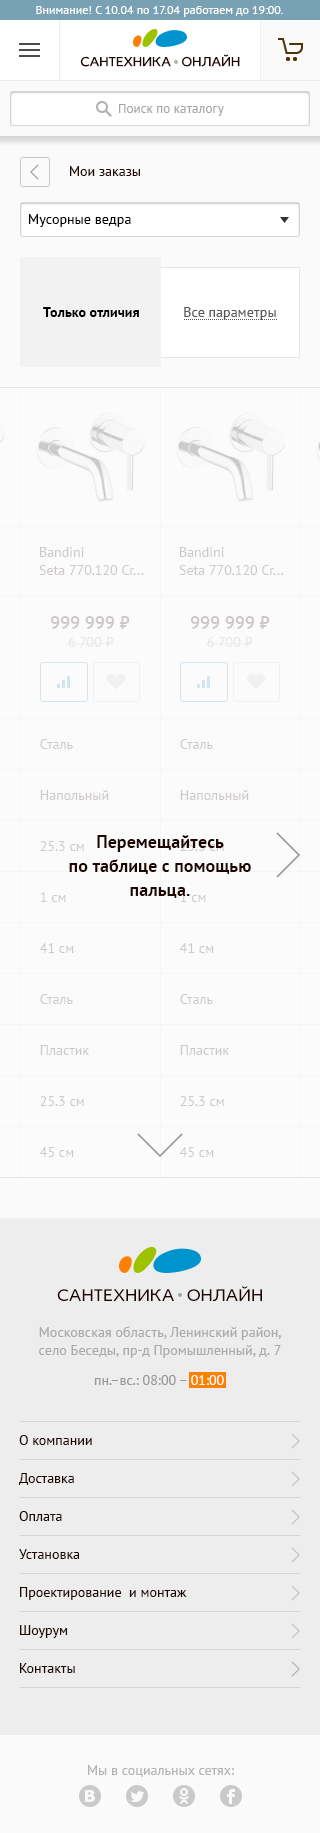 Внимание! С 10.04 по 17.04 работаем до 19:00.
САНТЕХНИКА • ОНЛАЙН
Поиск по каталогу
Мои заказы
Мусорные ведра
Только отличия
Все параметры
Bandini
Seta 770.120 Cr...
Bandini
Seta 770.120 Cr...
999 999 ₽
6 700 ₽
999 999 ₽
6 700 ₽
Сталь
Сталь
Напольный
Напольный
25.3 см
Перемещайтесь
по таблице с помощью
пальца.
1 см
1 см
41 см
41 см
Сталь
Сталь
Пластик
Пластик
25.3 см
25.3 см
45 см
45 см
САНТЕХНИКА • ОНЛАЙН
Московская область, Ленинский район,
село Беседы, пр-д Промышленный, д. 7
пн.–вс.: 08:00 – 01:00
О компании
Доставка
Оплата
Установка
Проектирование и монтаж
Шоурум
Контакты
Мы в социальных сетях: